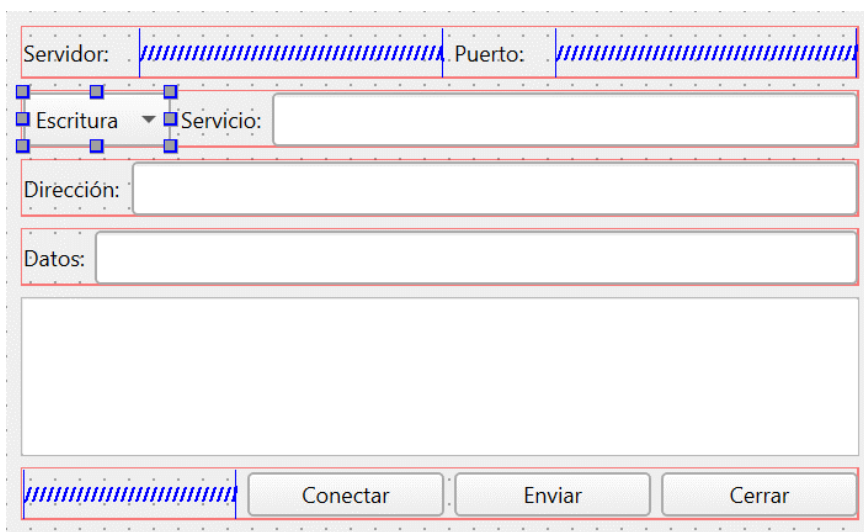 Servidor: Puerto:
Escritura Servicio:
Dirección:
Datos:
Conectar Enviar Cerrar